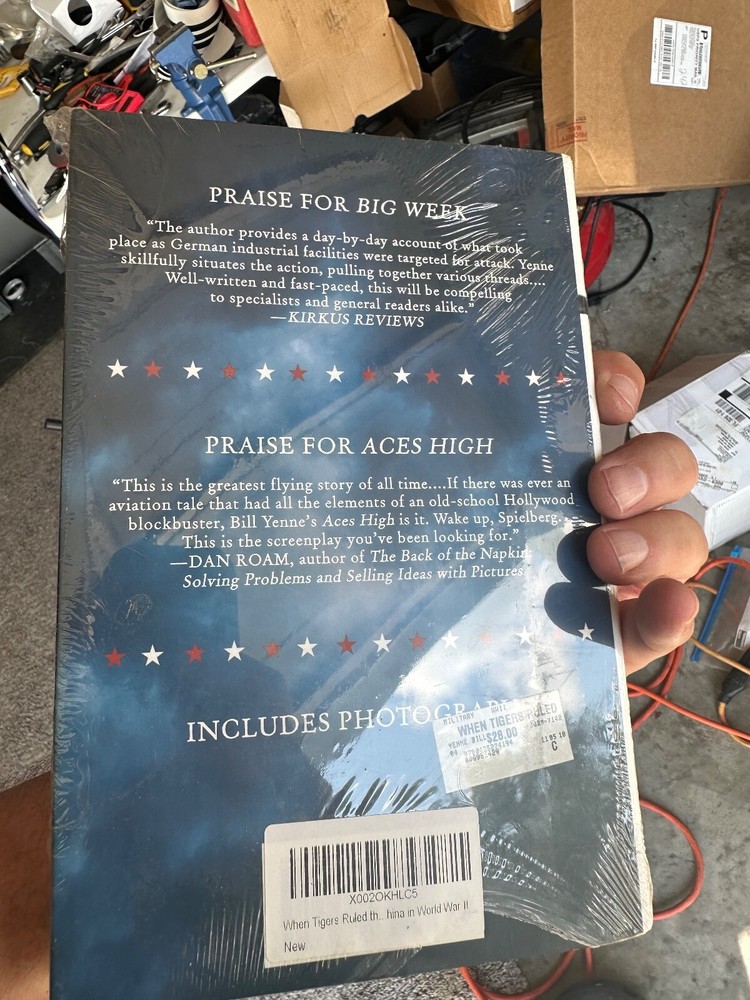 PRAISE FOR BIG WEEK
“The author provides a day-by-day account of what took
place as German industrial facilities were targeted for attack. Yenne
skillfully situates the action, pulling together various threads....
Well-written and fast-paced, this will be compelling
to specialists and general readers alike.”
—KIRKUS REVIEWS
PRAISE FOR ACES HIGH
“This is the greatest flying story of all time....If there was ever an
aviation tale that had all the elements of an old-school Hollywood
blockbuster, Bill Yenne’s Aces High is it. Wake up, Spielberg.
This is the screenplay you’ve been looking for.”
—DAN ROAM, author of The Back of the Napkin:
Solving Problems and Selling Ideas with Pictures
INCLUDES
MILITARY
WHEN TIGERS RULED
YENNE BILL $28.00
C
X002OKHLC5
When Tigers Ruled th... hina in World War II
New